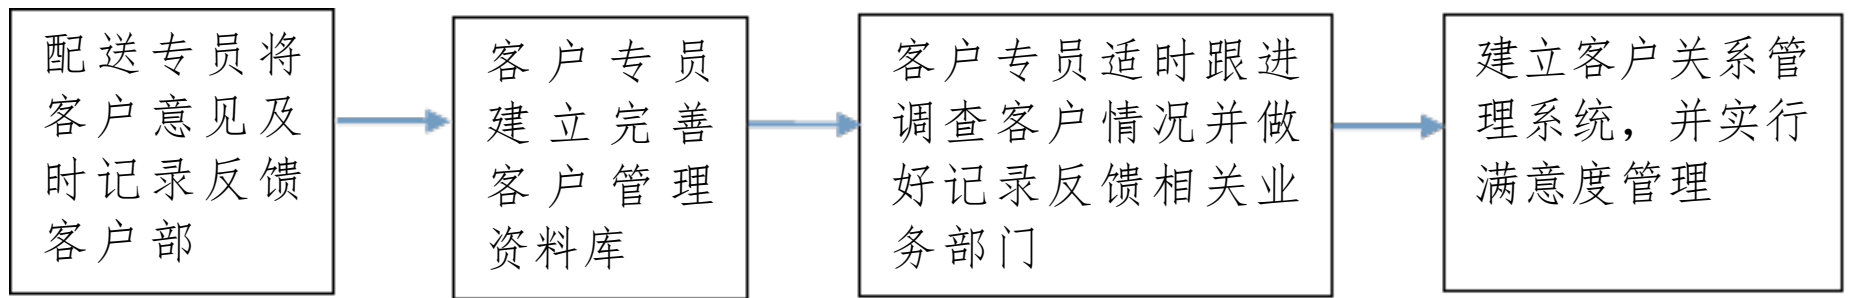 配送专员将
客户意见及
时记录反馈
客户部
客户专员
建立完善
客户管理
资料库
客户专员适时跟进
调查客户情况并做
好记录反馈相关业
务部门
建立客户关系管
理系统，并实行
满意度管理